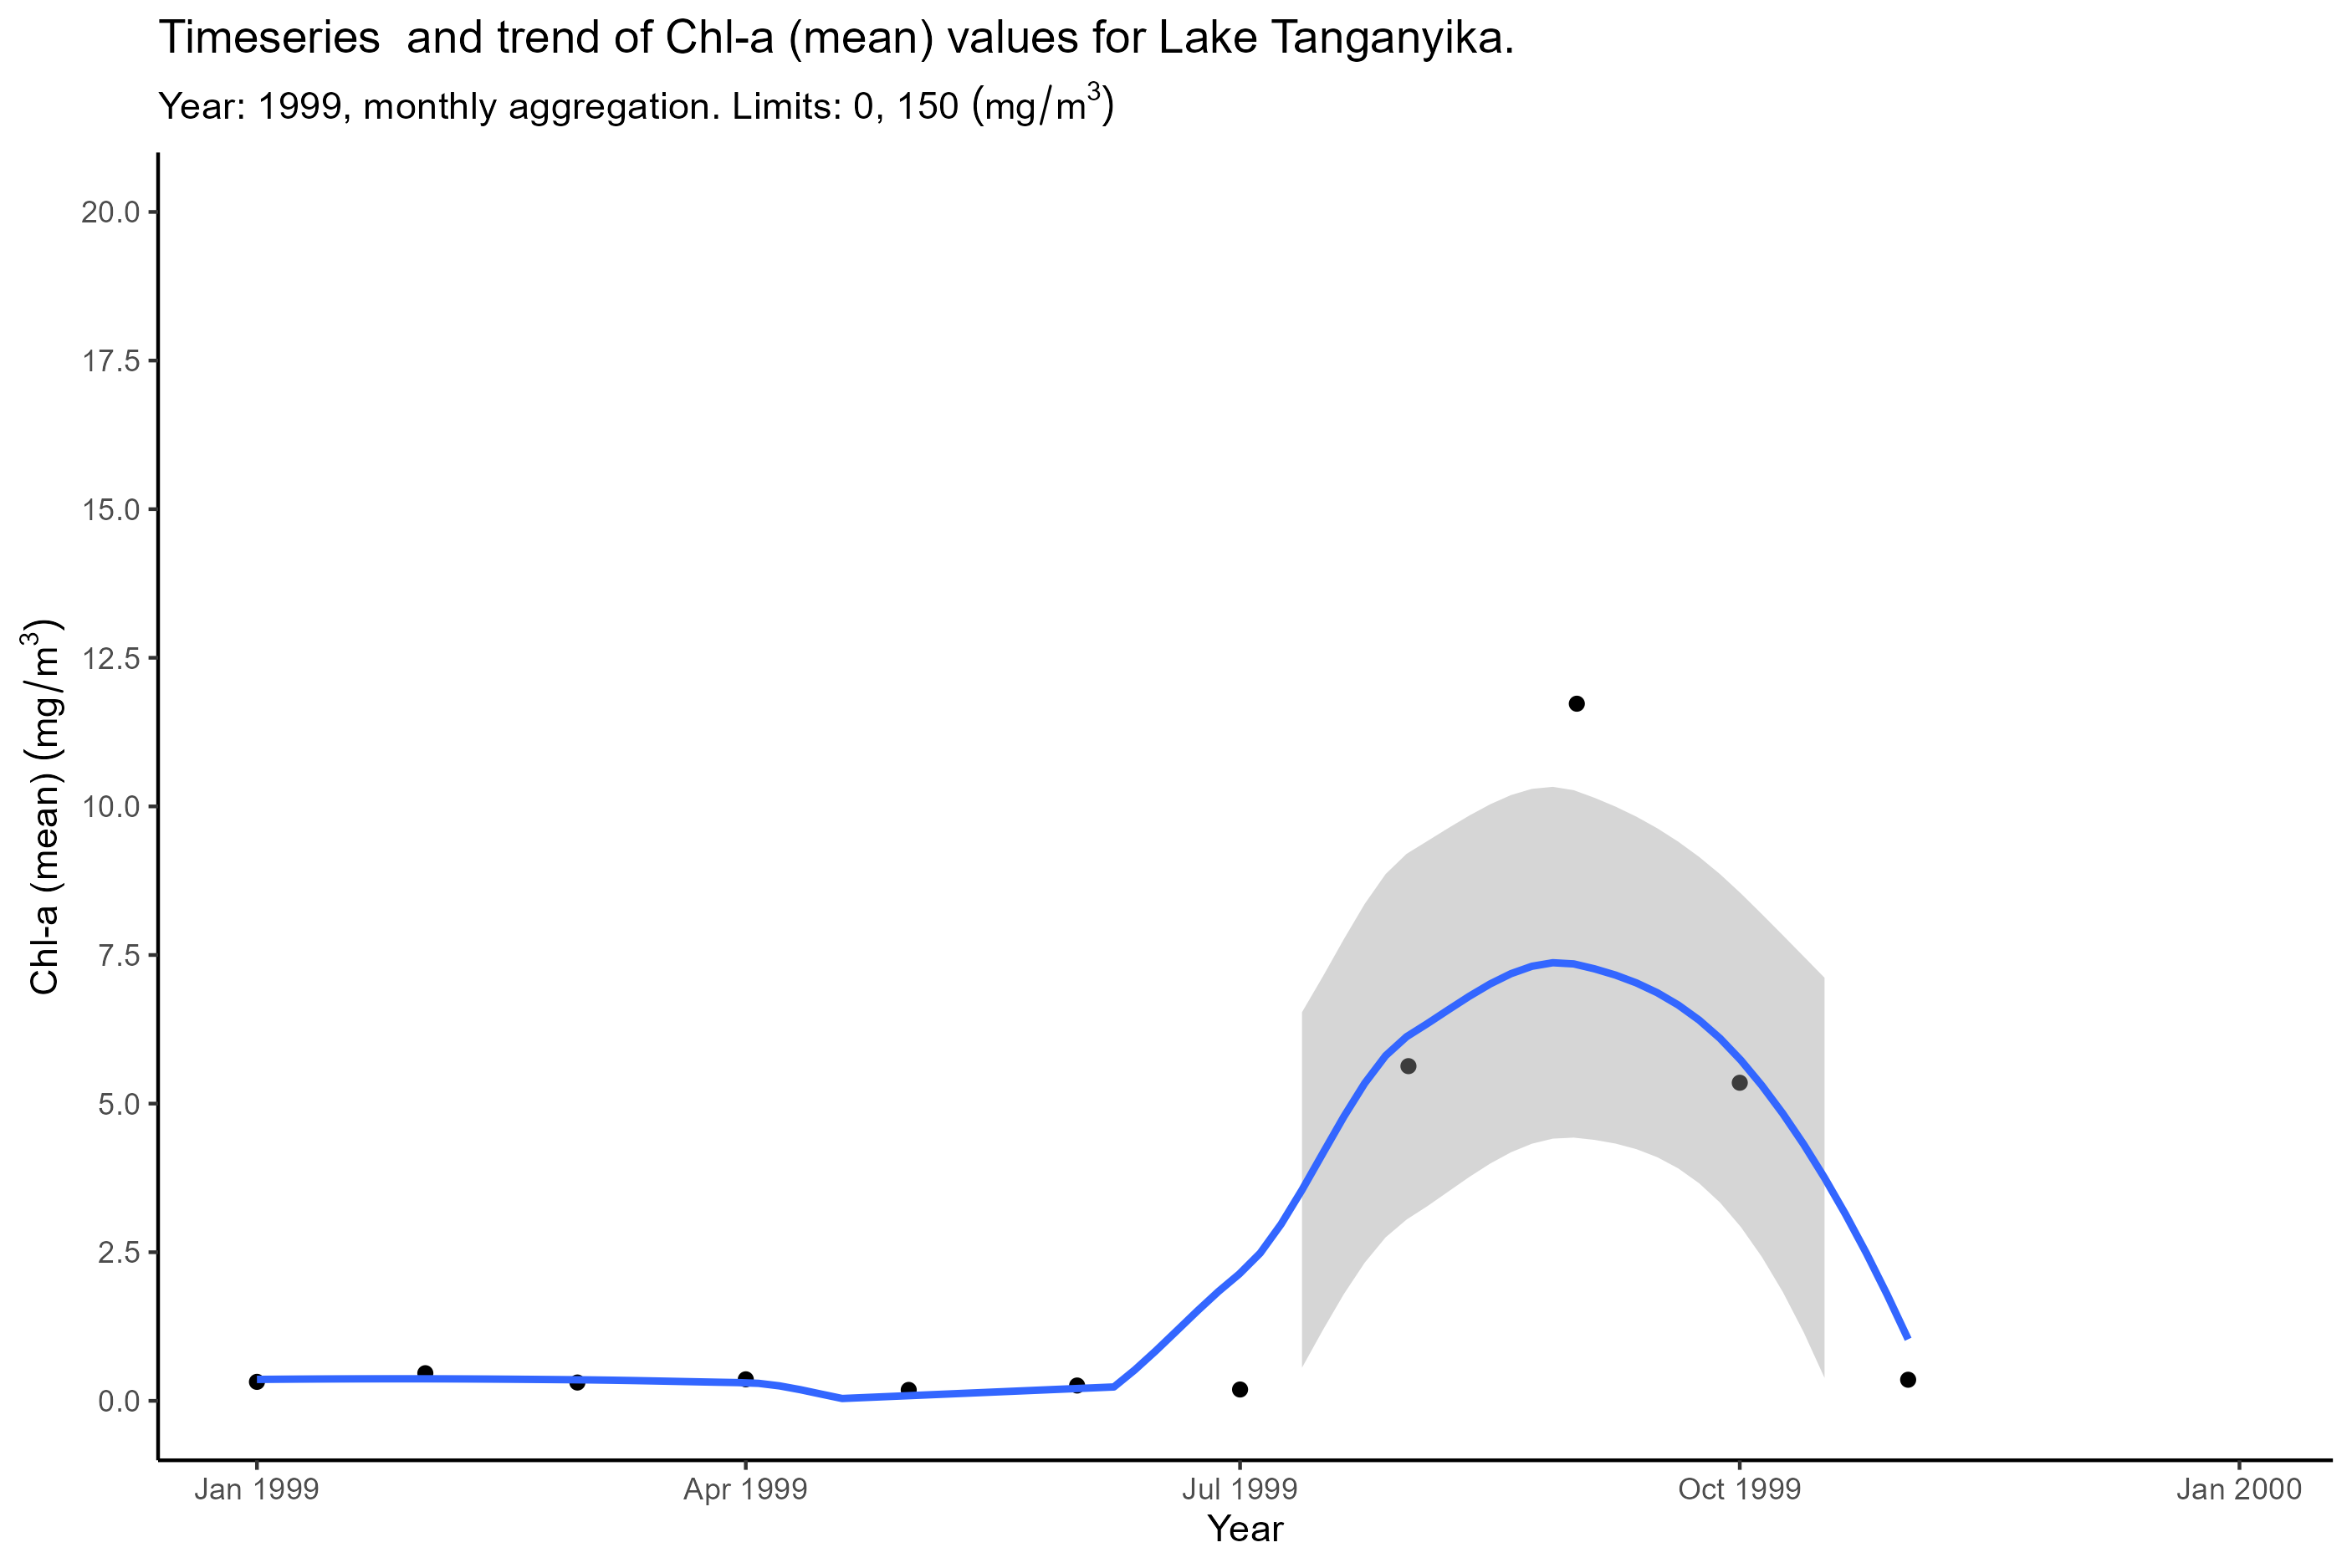 Timeseries  and trend of Chl-a (mean) values for Lake Tanganyika.
Year: 1999, monthly aggregation. Limits: 0, 150 (mg/m³)
Chl-a (mean) (mg/m³)
20.0
17.5
15.0
12.5
10.0
7.5
5.0
2.5
0.0
Jan 1999 Apr 1999 Jul 1999 Oct 1999 Jan 2000
Year